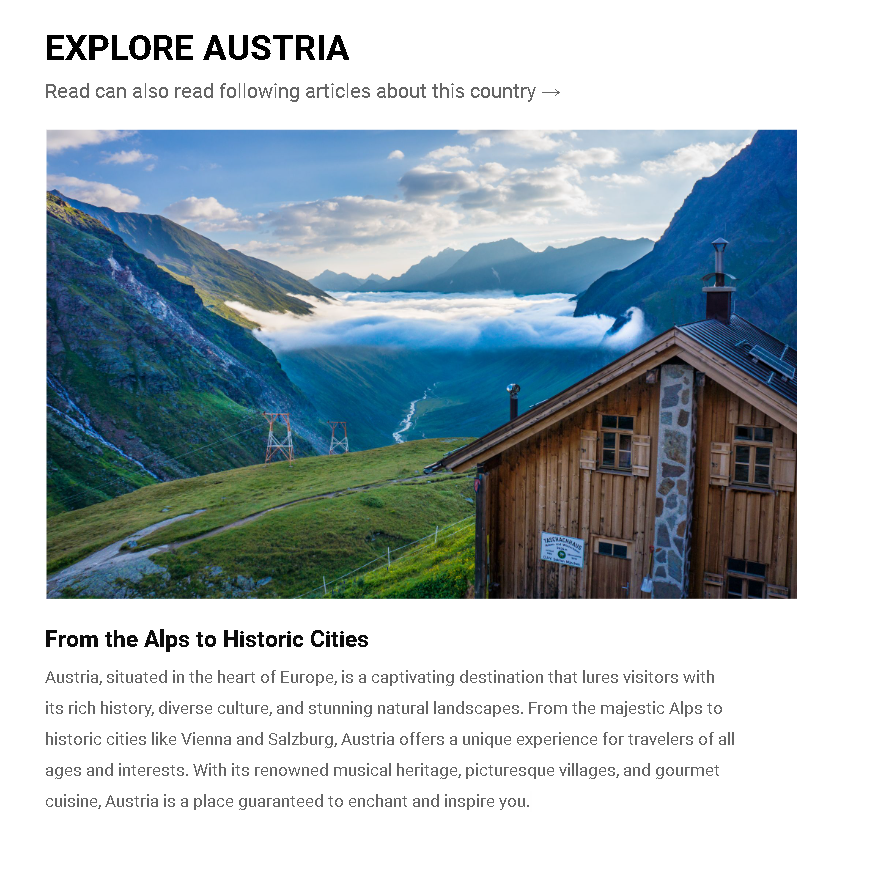 EXPLORE AUSTRIA
Read can also read following articles about this country →
TASCHACHHAUS
From the Alps to Historic Cities
Austria, situated in the heart of Europe, is a captivating destination that lures visitors with
its rich history, diverse culture, and stunning natural landscapes. From the majestic Alps to
historic cities like Vienna and Salzburg, Austria offers a unique experience for travelers of all
ages and interests. With its renowned musical heritage, picturesque villages, and gourmet
cuisine, Austria is a place guaranteed to enchant and inspire you.